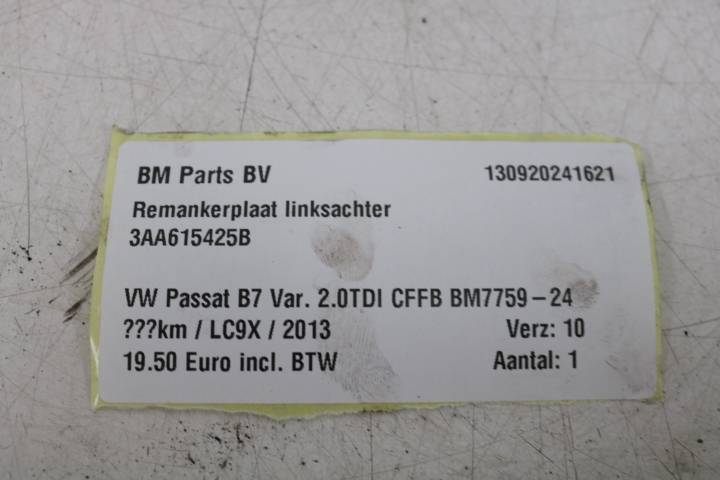 BM Parts BV 130920241621
Remankerplaat linksachter
3AA615425B
VW Passat B7 Var. 2.0TDI CFFB BM7759-24
???km / LC9X / 2013 Verz: 10
19.50 Euro incl. BTW Aantal: 1